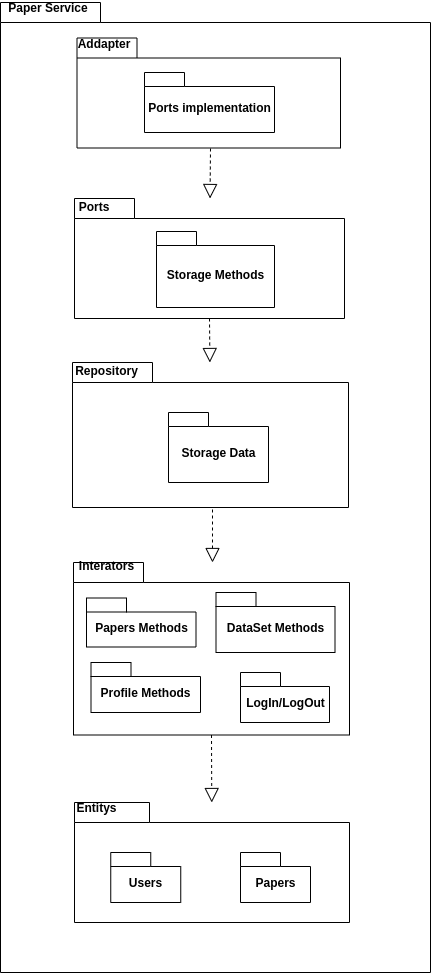 Paper Service
Addapter
Ports implementation
Ports
Storage Methods
Repository
Storage Data
Interators
Papers Methods
DataSet Methods
Profile Methods
LogIn/LogOut
Entitys
Users
Papers